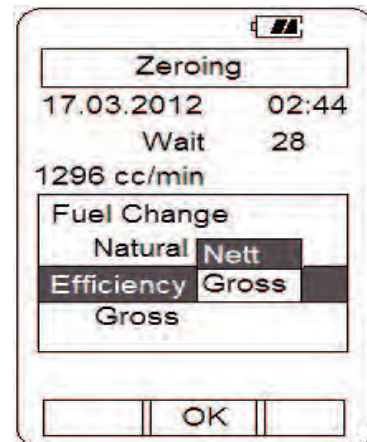 Zeroing
17.03.2012 02:44
Wait 28
1296 cc/min
Fuel Change
Natural Nett
Efficiency Gross
Gross
OK